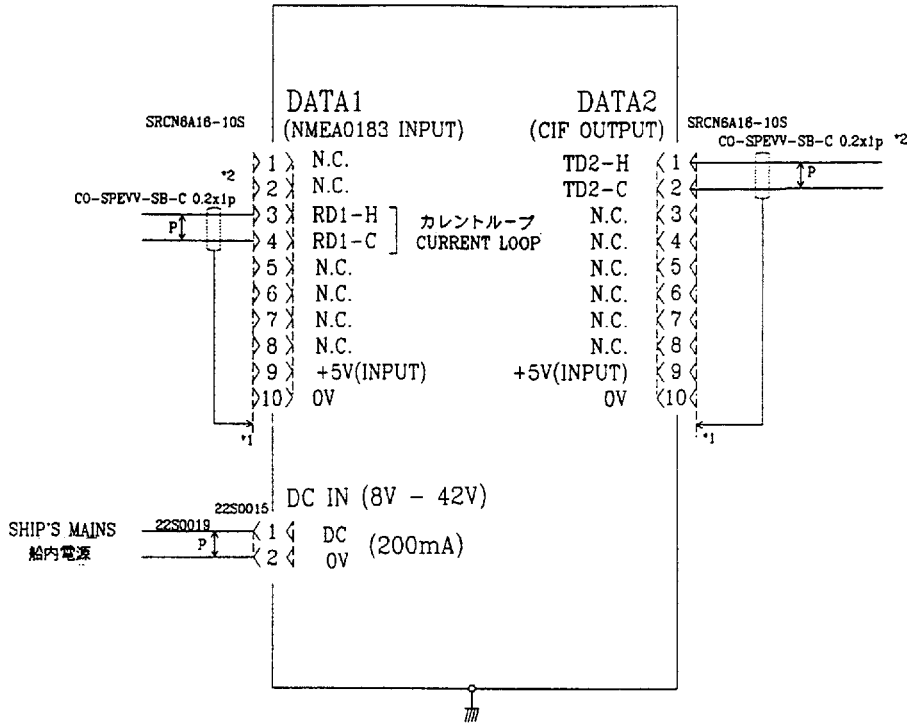 DATA1
(NMEA0183 INPUT)
SRCN6A16-10S
*2
CO-SPEVV-SB-C 0.2x1p
P
1 N.C.
2 N.C.
3 RD1-H
4 RD1-C
カレントループ
CURRENT LOOP
5 N.C.
6 N.C.
7 N.C.
8 N.C.
9 +5V(INPUT)
10 0V
*1
DATA2
(CIF OUTPUT)
SRCN6A16-10S
CO-SPEVV-SB-C 0.2x1p *2
P
TD2-H 1
TD2-C 2
N.C. 3
N.C. 4
N.C. 5
N.C. 6
N.C. 7
N.C. 8
+5V(INPUT) 9
0V 10
*1
DC IN (8V - 42V)
22S0015
SHIP'S MAINS
船内電源
22S0019
P
1 DC
2 0V
(200mA)